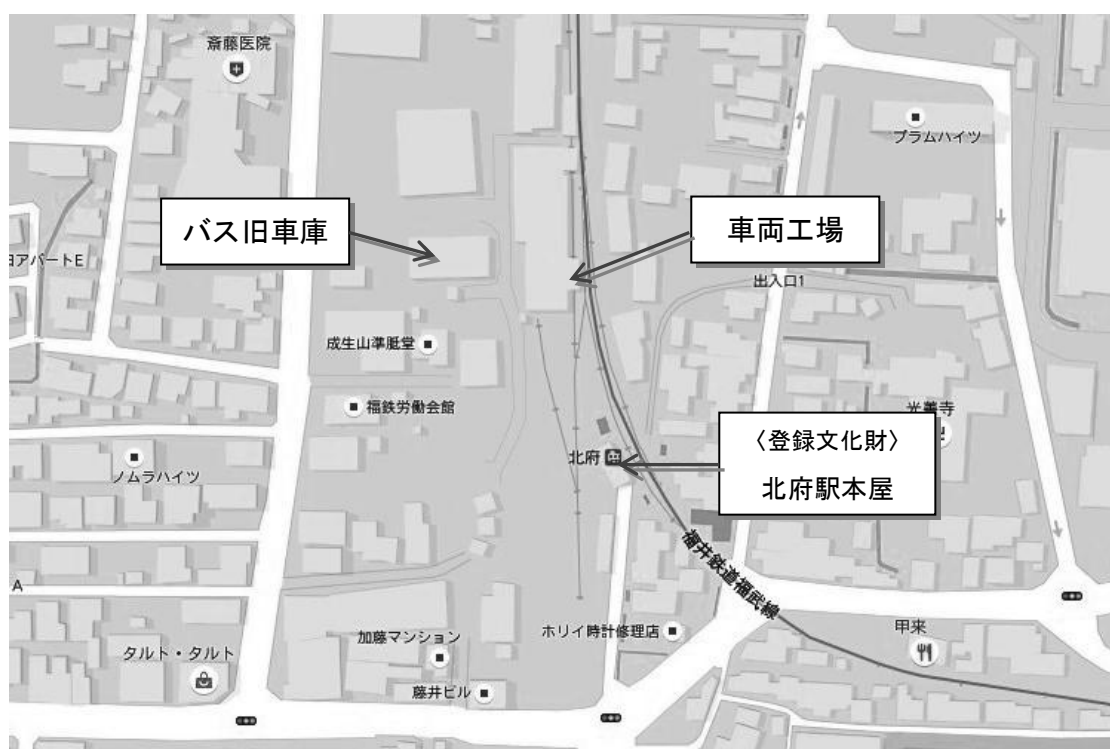 斎藤医院
プラムハイツ
バス旧車庫
車両工場
アパートE
出入口1
成生山準胝堂
福鉄労働会館
光善寺
〈登録文化財〉
北府駅本屋
北府
ノムラハイツ
福井鉄道福武線
A
ホリイ時計修理店
甲来
加藤マンション
タルト・タルト
藤井ビル